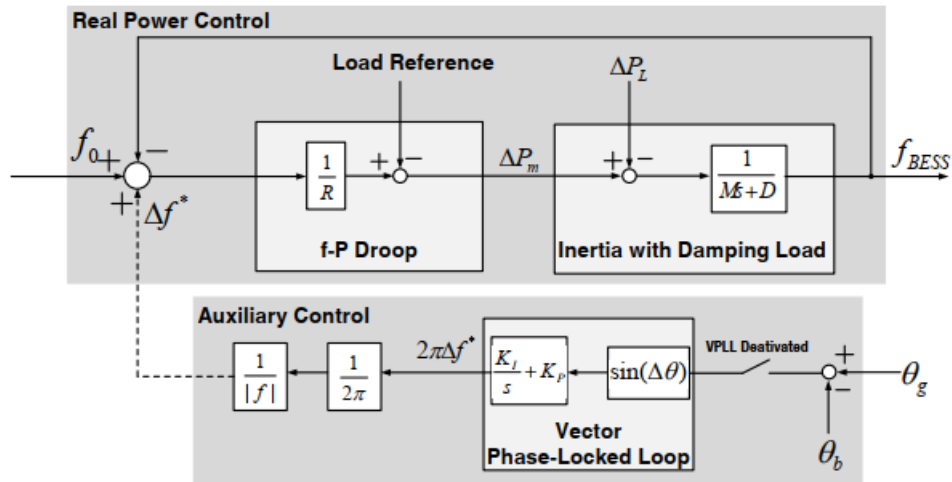 Real Power Control
Load Reference
ΔP_L
f_0
+
−
+
Δf*
1/R
+
−
ΔP_m
+
−
1/(Ms+D)
f_BESS
f-P Droop
Inertia with Damping Load
Auxiliary Control
1/|f|
1/2π
2πΔf*
K_I/s + K_P
sin(Δθ)
VPLL Deativated
+
−
θ_g
θ_b
Vector
Phase-Locked Loop